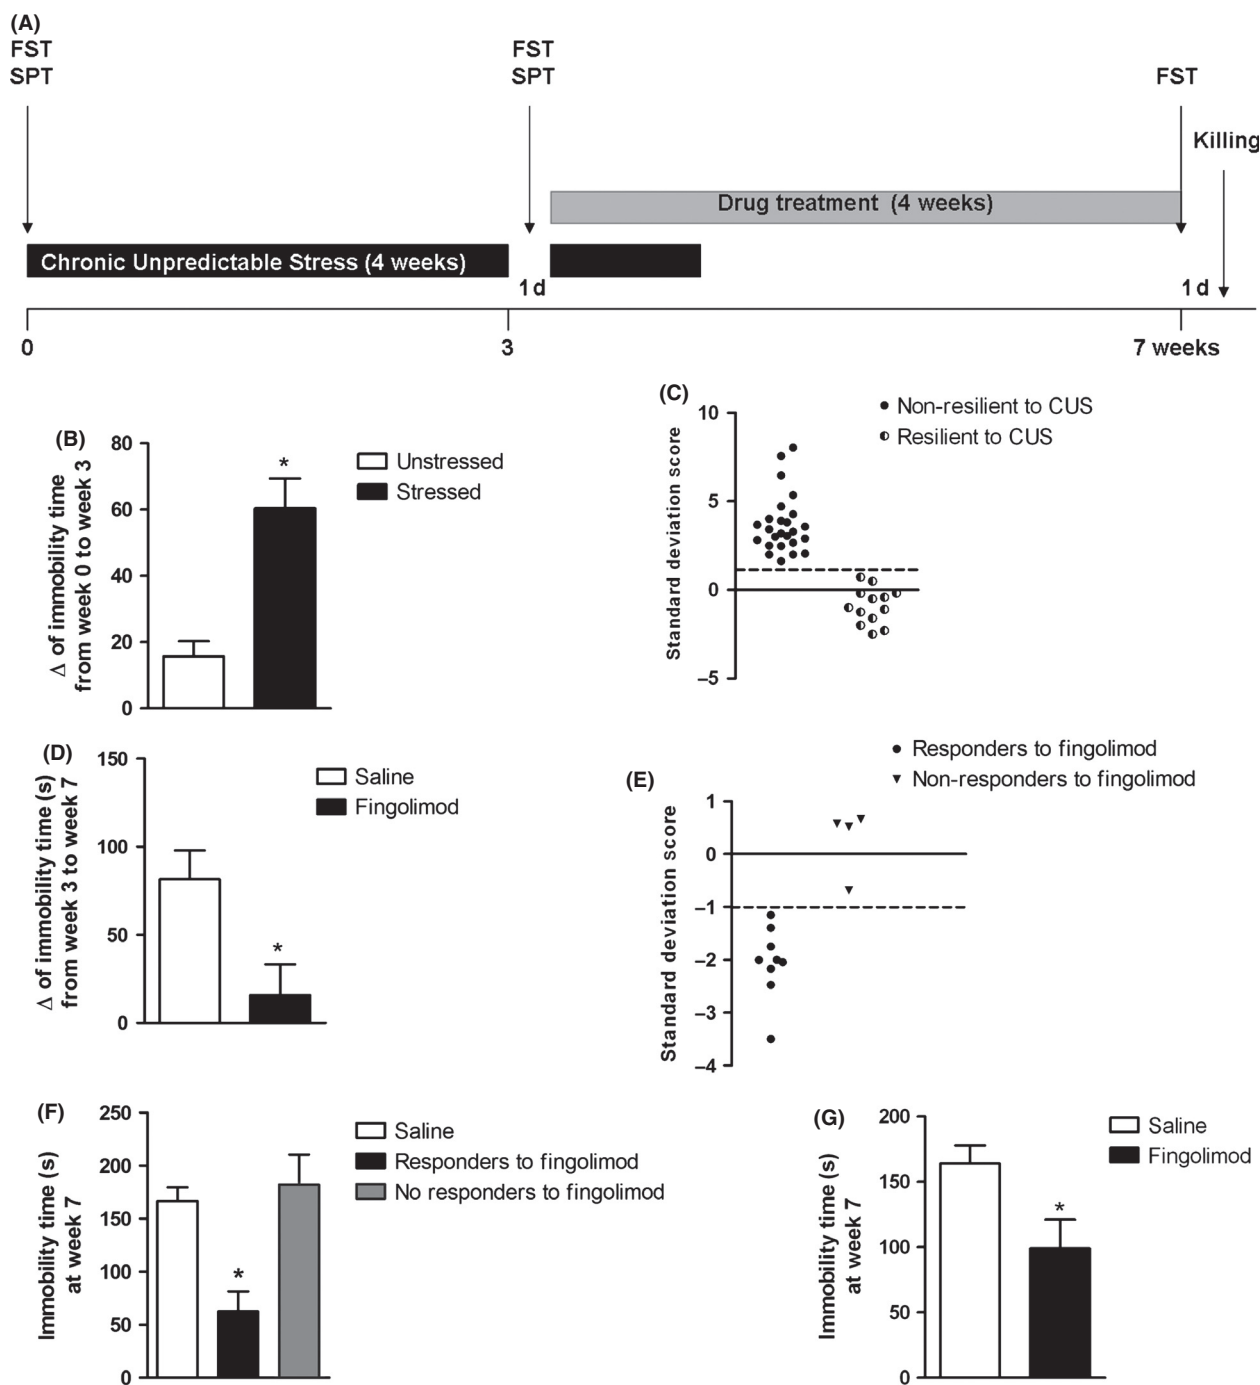 (A)
FST
SPT
FST
SPT
FST
Killing
Drug treatment (4 weeks)
Chronic Unpredictable Stress (4 weeks)
1 d
1 d
0
3
7 weeks
(B)
Δ of immobility time
from week 0 to week 3
80
60
40
20
0
*
Unstressed
Stressed
(C)
Standard deviation score
10
5
0
–5
Non-resilient to CUS
Resilient to CUS
(D)
Δ of immobility time (s)
from week 3 to week 7
150
100
50
0
*
Saline
Fingolimod
(E)
Standard deviation score
1
0
–1
–2
–3
–4
Responders to fingolimod
Non-responders to fingolimod
(F)
Immobility time (s)
at week 7
250
200
150
100
50
0
*
Saline
Responders to fingolimod
No responders to fingolimod
(G)
Immobility time (s)
at week 7
200
150
100
50
0
*
Saline
Fingolimod